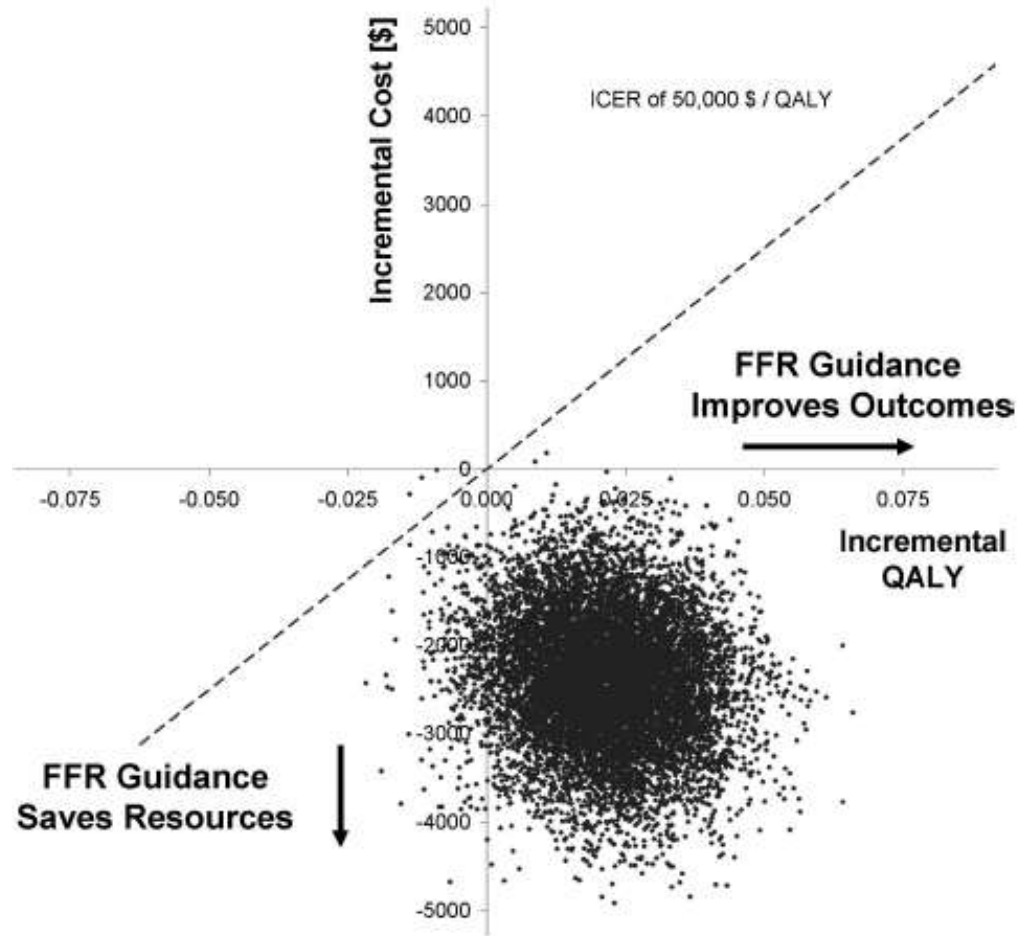 Incremental Cost [$]
5000
ICER of 50,000 $ / QALY
4000
3000
2000
1000
FFR Guidance
Improves Outcomes
0
-0.075
-0.050
-0.025
0.000
0.025
0.050
0.075
-1000
Incremental
QALY
-2000
-3000
FFR Guidance
Saves Resources
-4000
-5000